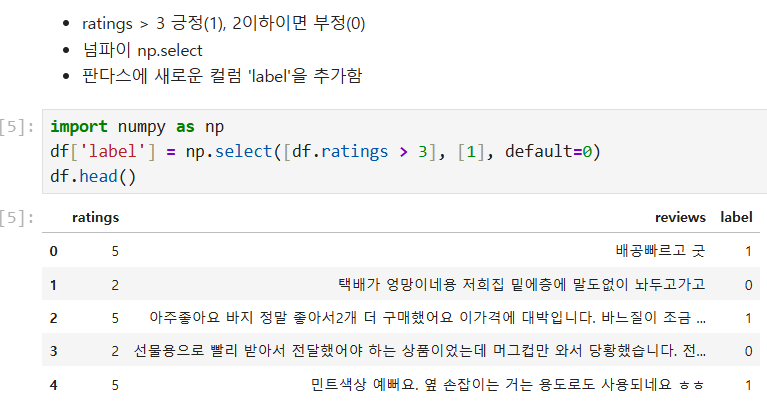 ratings > 3 긍정(1), 2이하이면 부정(0)
넘파이 np.select
판다스에 새로운 컬럼 'label'을 추가함
[5]: import numpy as np
df['label'] = np.select([df.ratings > 3], [1], default=0)
df.head()
[5]: ratings reviews label
0 5 배공빠르고 굿 1
1 2 택배가 엉망이네용 저희집 밑에층에 말도없이 놔두고가고 0
2 5 아주좋아요 바지 정말 좋아서2개 더 구매했어요 이가격에 대박입니다. 바느질이 조금 ... 1
3 2 선물용으로 빨리 받아서 전달했어야 하는 상품이었는데 머그컵만 와서 당황했습니다. 전... 0
4 5 민트색상 예뻐요. 옆 손잡이는 거는 용도로도 사용되네요 ㅎㅎ 1